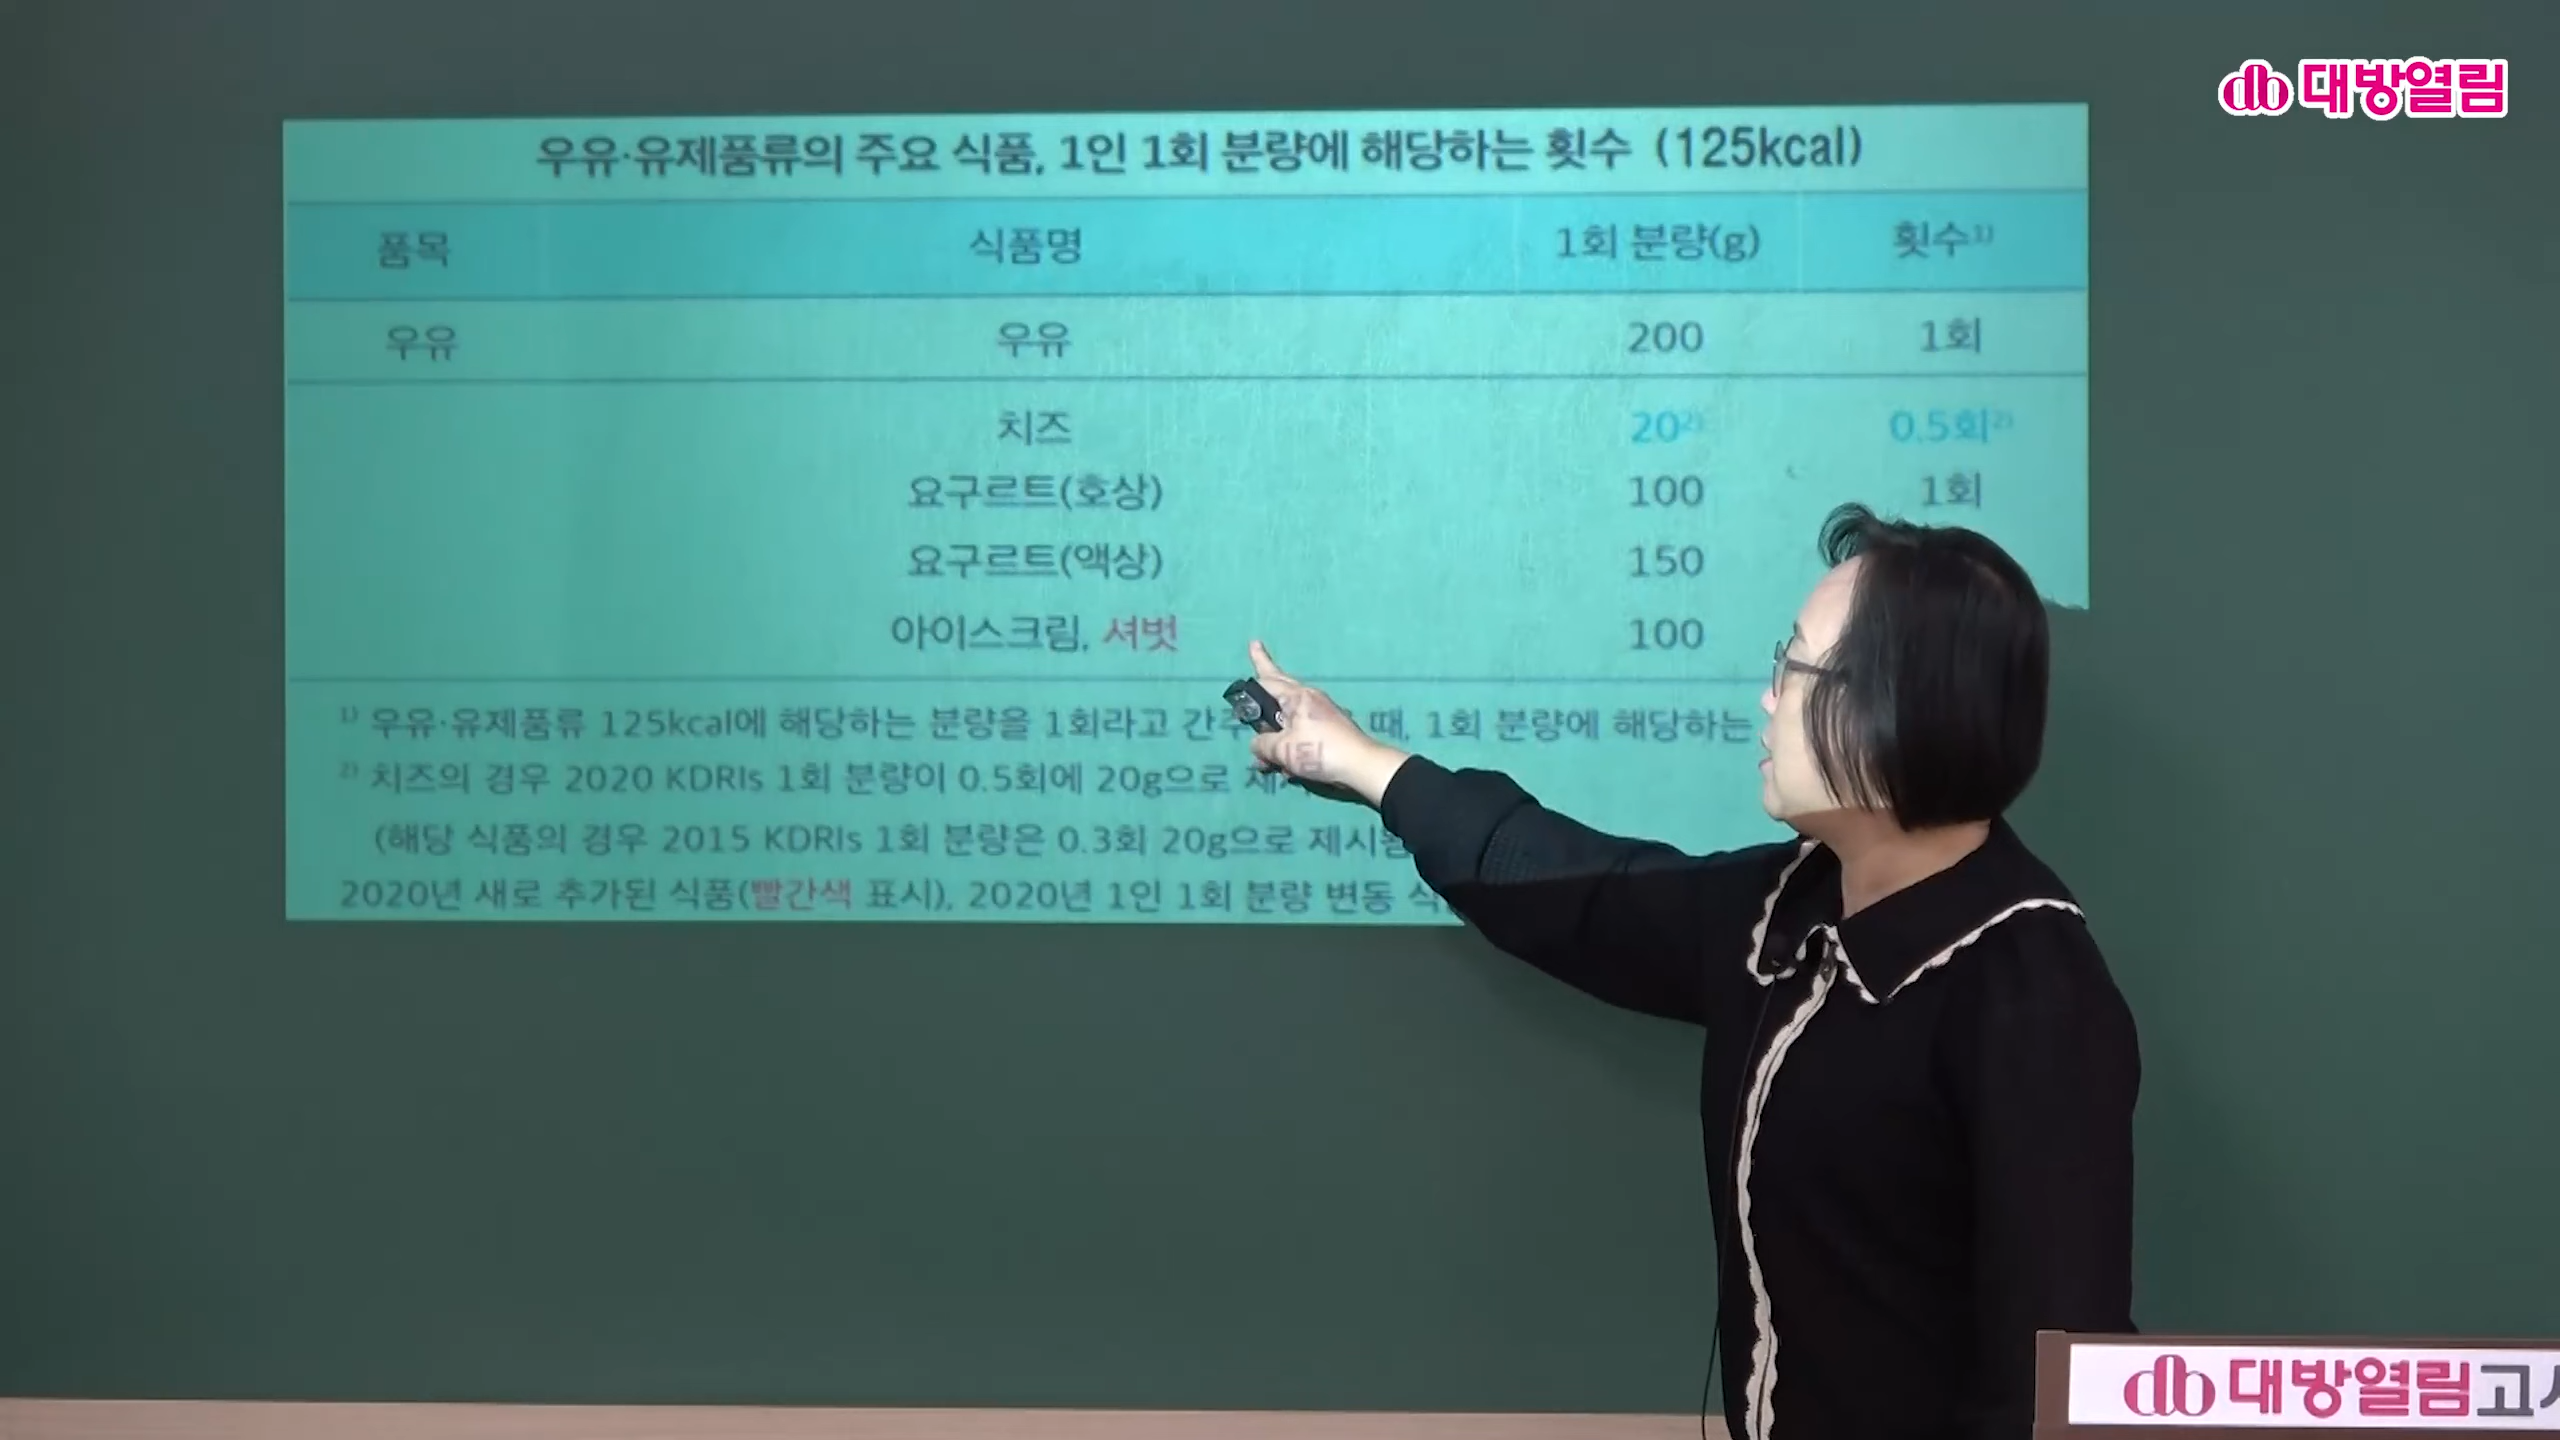 대방열림
우유·유제품류의 주요 식품, 1인 1회 분량에 해당하는 횟수 (125kcal)
품목 식품명 1회 분량(g) 횟수1)
우유 우유 200 1회
치즈 202) 0.5회2)
요구르트(호상) 100 1회
요구르트(액상) 150
아이스크림, 셔벗 100
1) 우유·유제품류 125kcal에 해당하는 분량을 1회라고 때, 1회 분량에 해당하는
2) 치즈의 경우 2020 KDRIs 1회 분량이 0.5회에 20g으로
(해당 식품의 경우 2015 KDRIs 1회 분량은 0.3회 20g으로
2020년 새로 추가된 식품(빨간색 표시), 2020년 1인 1회 분량 변동
대방열림